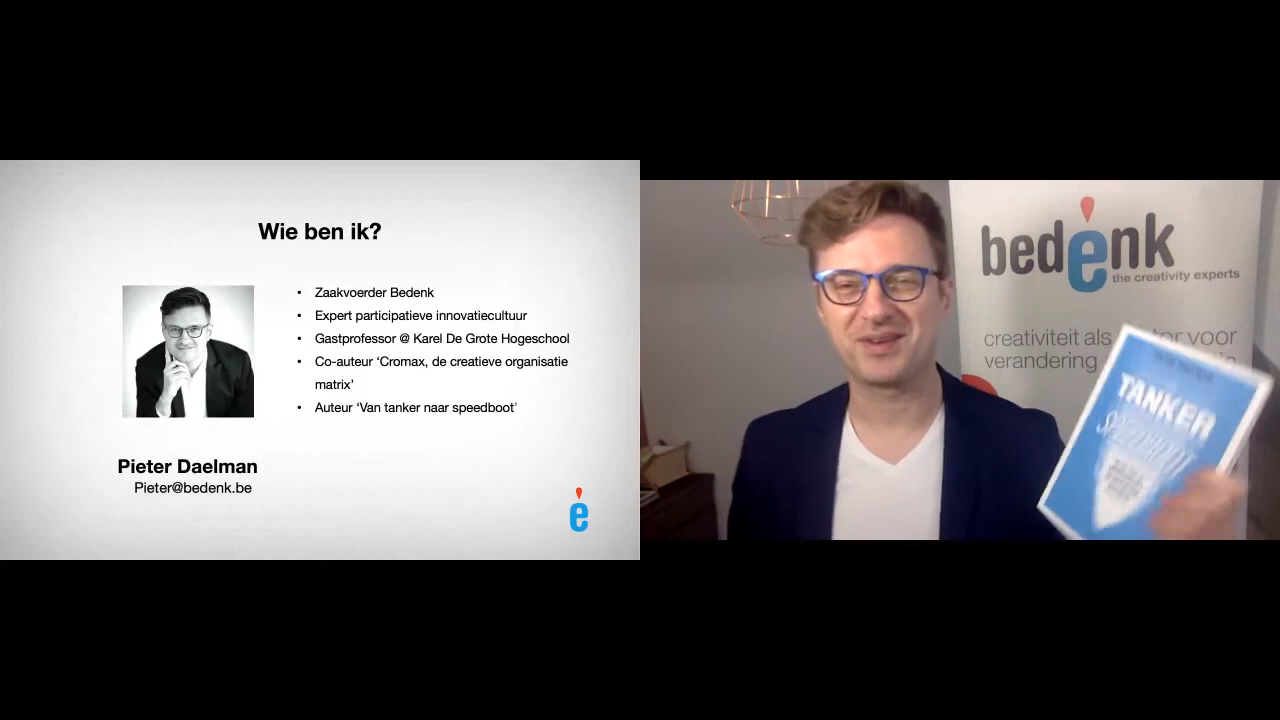 Wie ben ik?
• Zaakvoerder Bedenk
• Expert participatieve innovatiecultuur
• Gastprofessor @ Karel De Grote Hogeschool
• Co-auteur ‘Cromax, de creatieve organisatie
matrix’
• Auteur ‘Van tanker naar speedboot’
Pieter Daelman
Pieter@bedenk.be
e
bedenk
the creativity experts
creativiteit als voor
verandering
TANKER
SPEEDBOOT